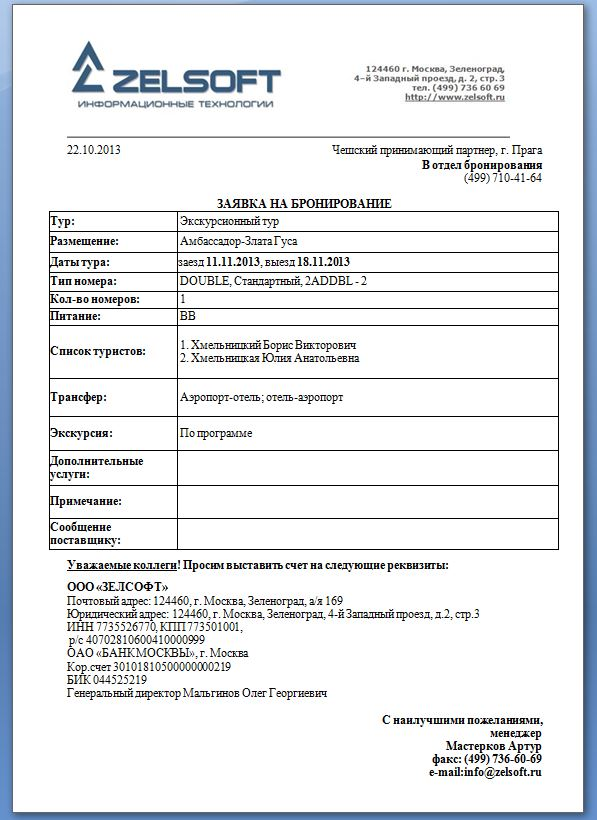 ZELSOFT
ИНФОРМАЦИОННЫЕ ТЕХНОЛОГИИ
124460 г. Москва, Зеленоград,
4-й Западный проезд, д. 2, стр. 3
тел. (499) 736 60 69
http://www.zelsoft.ru
22.10.2013 Чешский принимающий партнер, г. Прага
В отдел бронирования
(499) 710-41-64
ЗАЯВКА НА БРОНИРОВАНИЕ
Тур: Экскурсионный тур
Размещение: Амбассадор-Злата Гуса
Даты тура: заезд 11.11.2013, выезд 18.11.2013
Тип номера: DOUBLE, Стандартный, 2ADDBL - 2
Кол-во номеров: 1
Питание: BB
Список туристов: 1. Хмельницкий Борис Викторович
2. Хмельницкая Юлия Анатольевна
Трансфер: Аэропорт-отель; отель-аэропорт
Экскурсия: По программе
Дополнительные
услуги:
Примечание:
Сообщение
поставщику:
Уважаемые коллеги! Просим выставить счет на следующие реквизиты:
ООО «ЗЕЛСОФТ»
Почтовый адрес: 124460, г. Москва, Зеленоград, а/я 169
Юридический адрес: 124460, г. Москва, Зеленоград, 4-й Западный проезд, д.2, стр.3
ИНН 7735526770, КПП 773501001,
р/с 40702810600410000999
ОАО «БАНК МОСКВЫ», г. Москва
Кор.счет 30101810500000000219
БИК 044525219
Генеральный директор Мальгинов Олег Георгиевич
С наилучшими пожеланиями,
менеджер
Мастерков Артур
факс: (499) 736-60-69
e-mail:info@zelsoft.ru